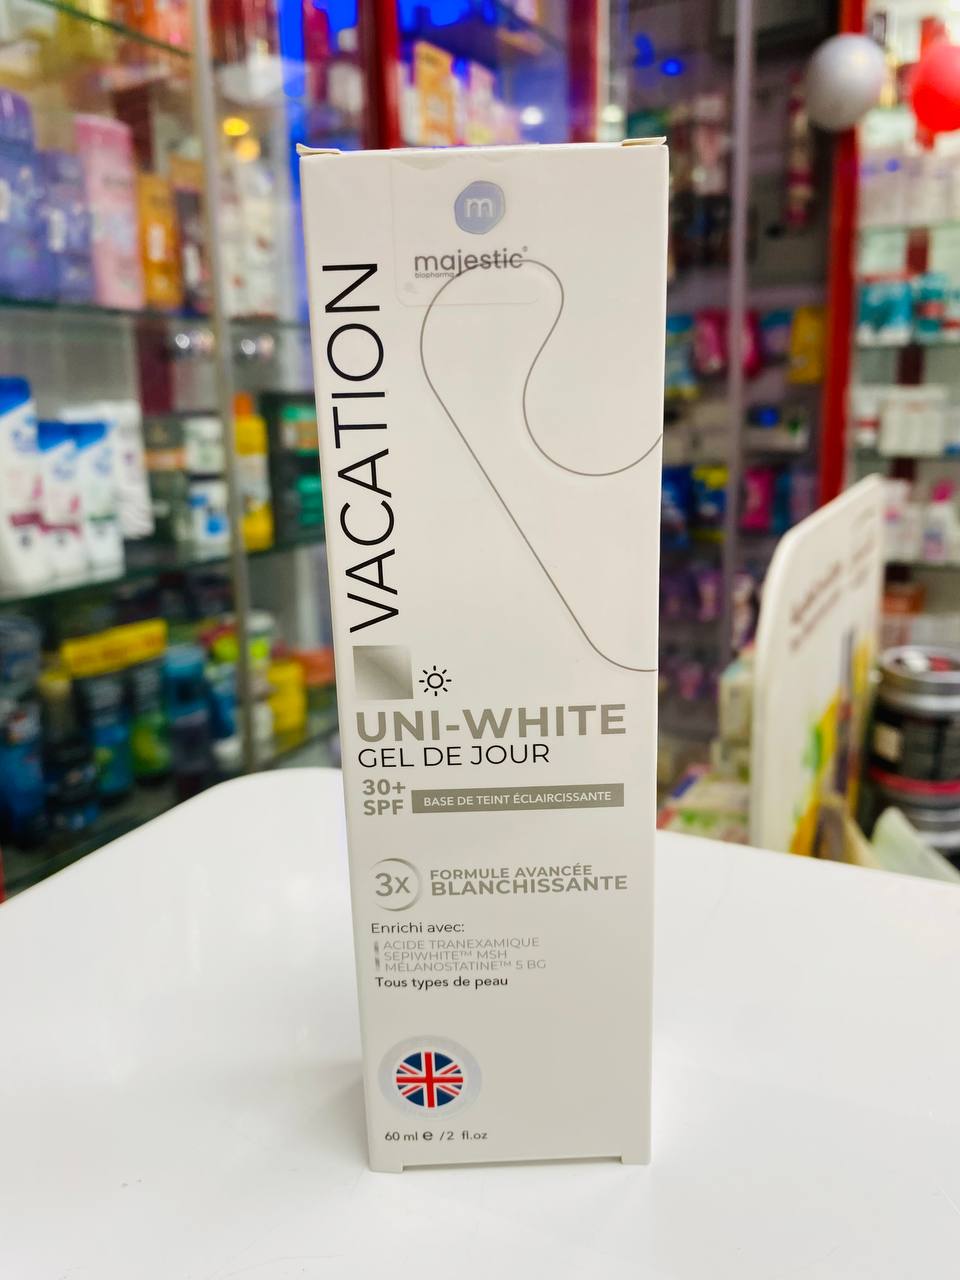 m
majestic®
biopharma
VACATION
UNI-WHITE
GEL DE JOUR
30+
SPF
BASE DE TEINT ÉCLAIRCISSANTE
3x
FORMULE AVANCÉE
BLANCHISSANTE
Enrichi avec:
ACIDE TRANEXAMIQUE
SEPIWHITE™ MSH
MÉLANOSTATINE™ 5 BG
Tous types de peau
60 ml ℮ / 2 fl.oz